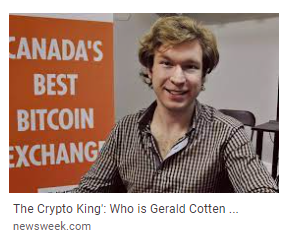 CANADA'S
BEST
BITCOIN
EXCHANG
The Crypto King': Who is Gerald Cotten ...
newsweek.com